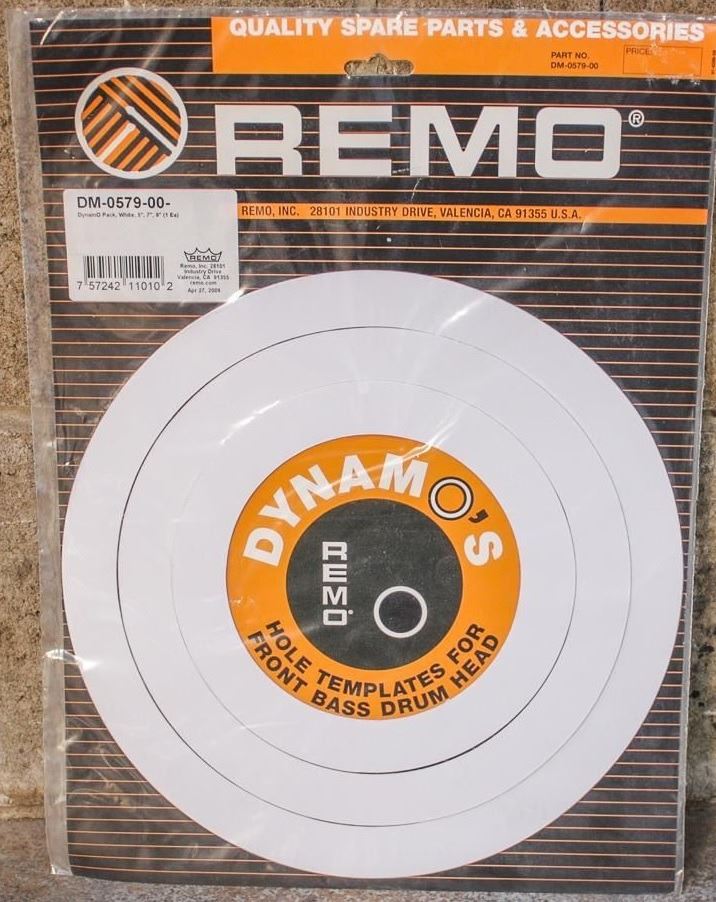 QUALITY SPARE PARTS & ACCESSORIES
PART NO.
DM-0579-00
PRICE
REMO®
DM-0579-00-
DynamO Pack, White, 5", 7", 9" (1 Ea)
7 57242 11010 2
REMO
Remo, Inc. 28101
Industry Drive
Valencia, CA 91355
remo.com
Apr 27, 2009
REMO, INC. 28101 INDUSTRY DRIVE, VALENCIA, CA 91355 U.S.A.
DYNAMO'S
REMO
HOLE TEMPLATES FOR
FRONT BASS DRUM HEAD